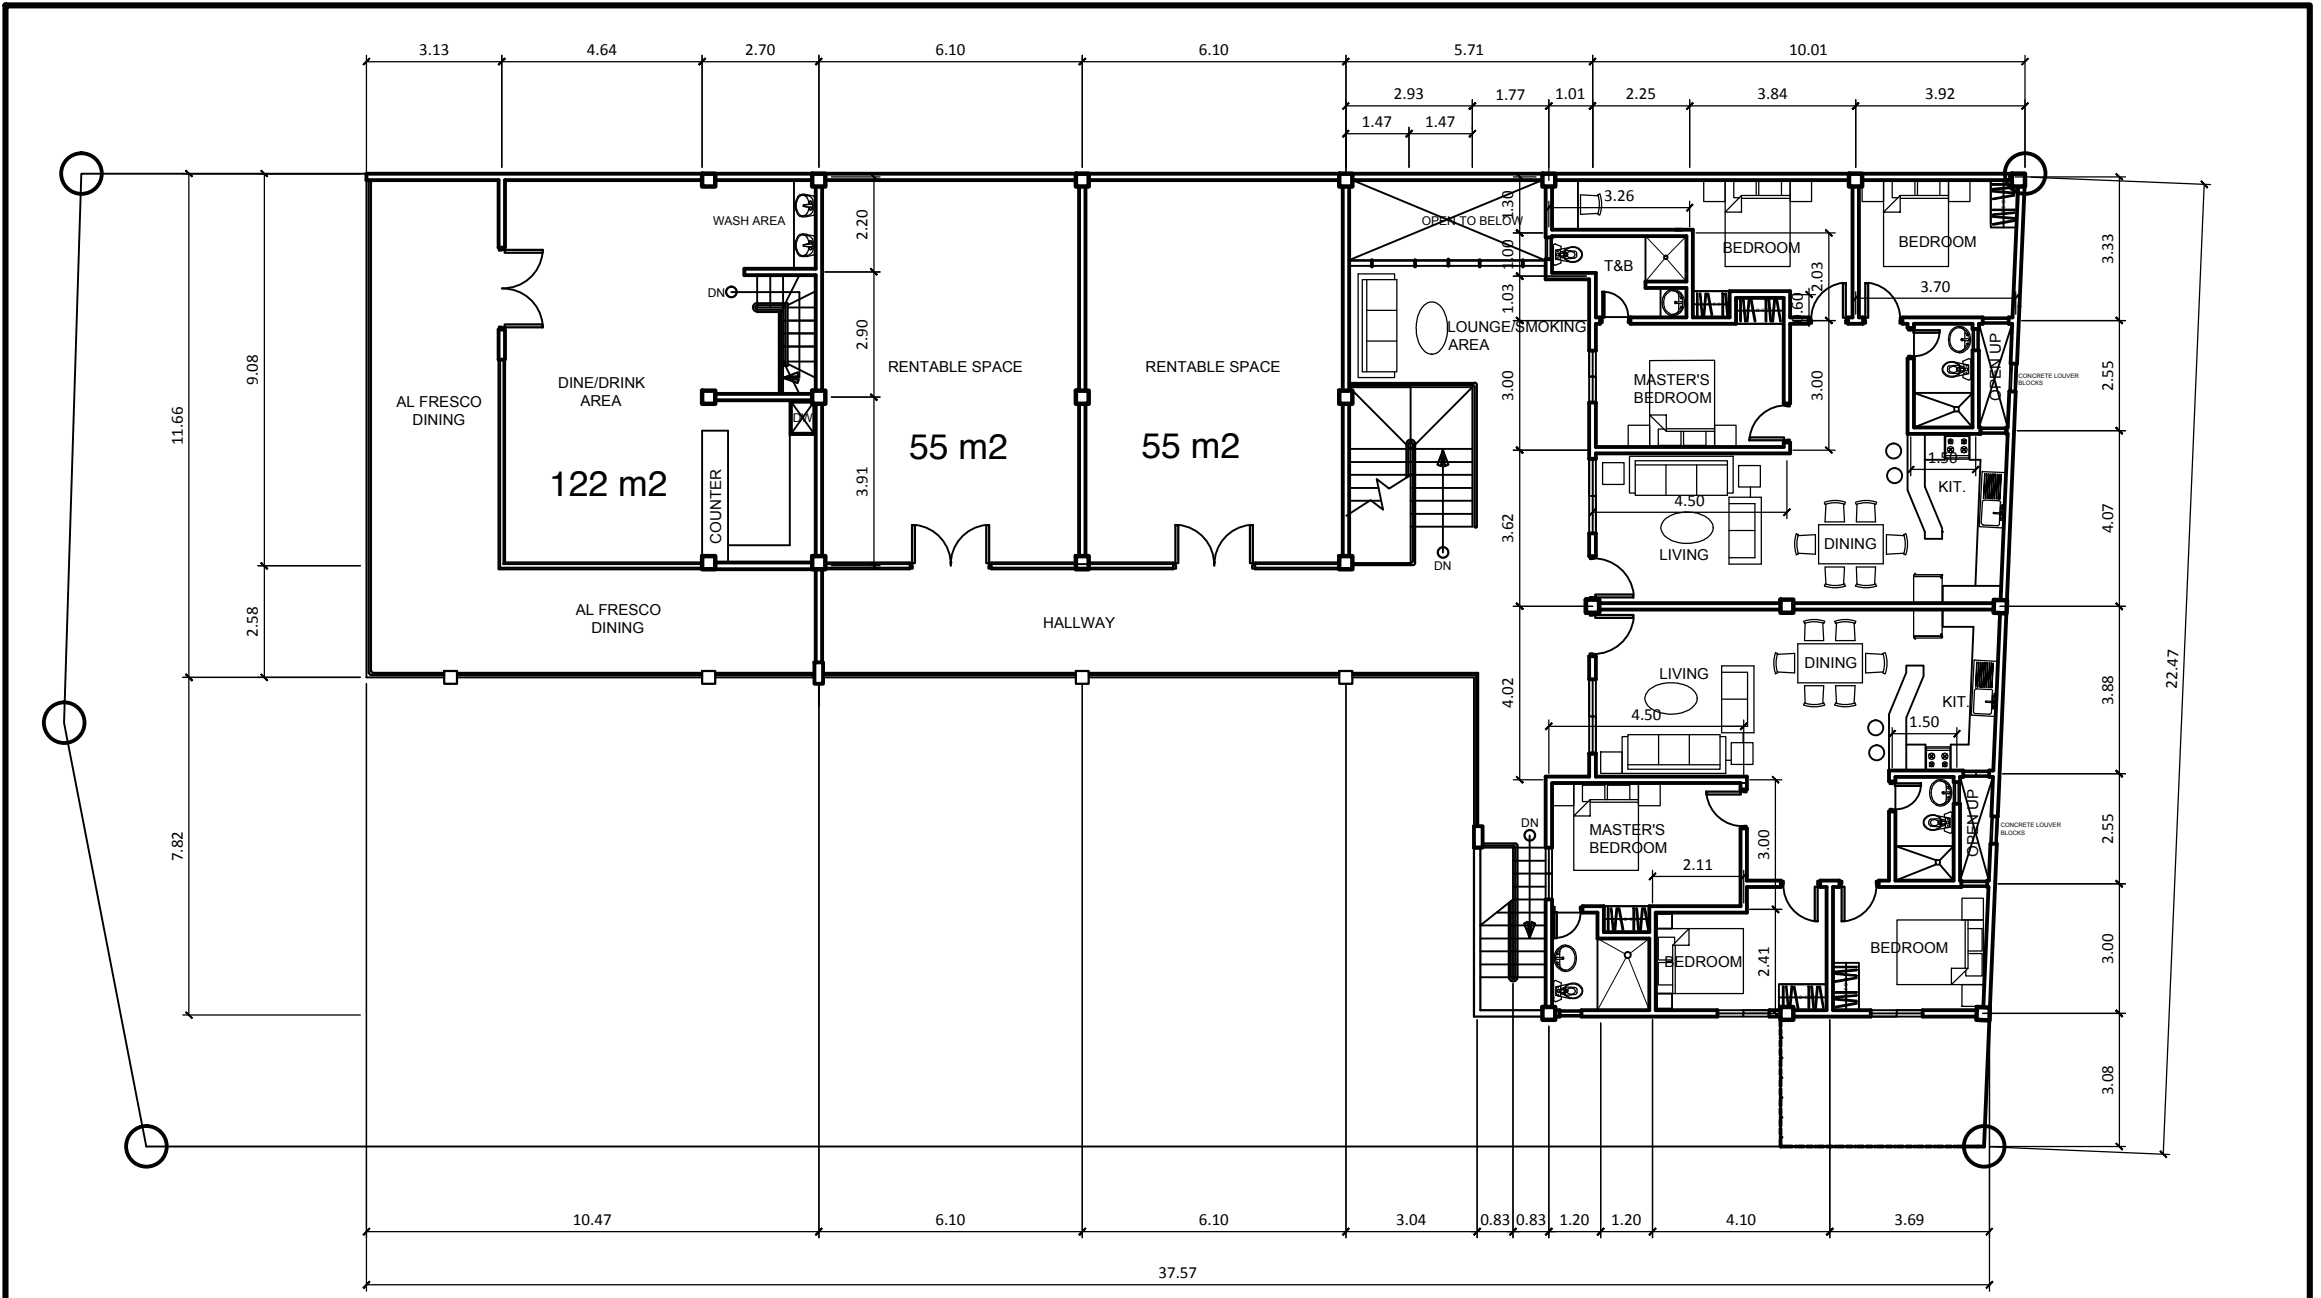 3.13
4.64
2.70
6.10
6.10
5.71
10.01
2.93
1.77
1.01
2.25
3.84
3.92
1.47
1.47
WASH AREA
2.20
OPEN TO BELOW
1.30
3.26
BEDROOM
BEDROOM
3.33
1.00
T&B
2.03
DN
3.70
1.03
.60
LOUNGE/SMOKING
AREA
2.90
9.08
RENTABLE SPACE
RENTABLE SPACE
OPEN UP
CONCRETE LOUVER
BLOCKS
2.55
DINE/DRINK
AREA
MASTER'S
BEDROOM
3.00
3.00
AL FRESCO
DINING
11.66
55 m2
55 m2
122 m2
3.91
COUNTER
1.50
KIT.
4.50
3.62
4.07
LIVING
DINING
DN
2.58
AL FRESCO
DINING
HALLWAY
LIVING
DINING
22.47
4.02
3.88
KIT.
4.50
1.50
7.82
DN
MASTER'S
BEDROOM
3.00
OPEN UP
CONCRETE LOUVER
BLOCKS
2.55
2.11
BEDROOM
2.41
BEDROOM
3.00
3.08
10.47
6.10
6.10
3.04
0.83
0.83
1.20
1.20
4.10
3.69
37.57